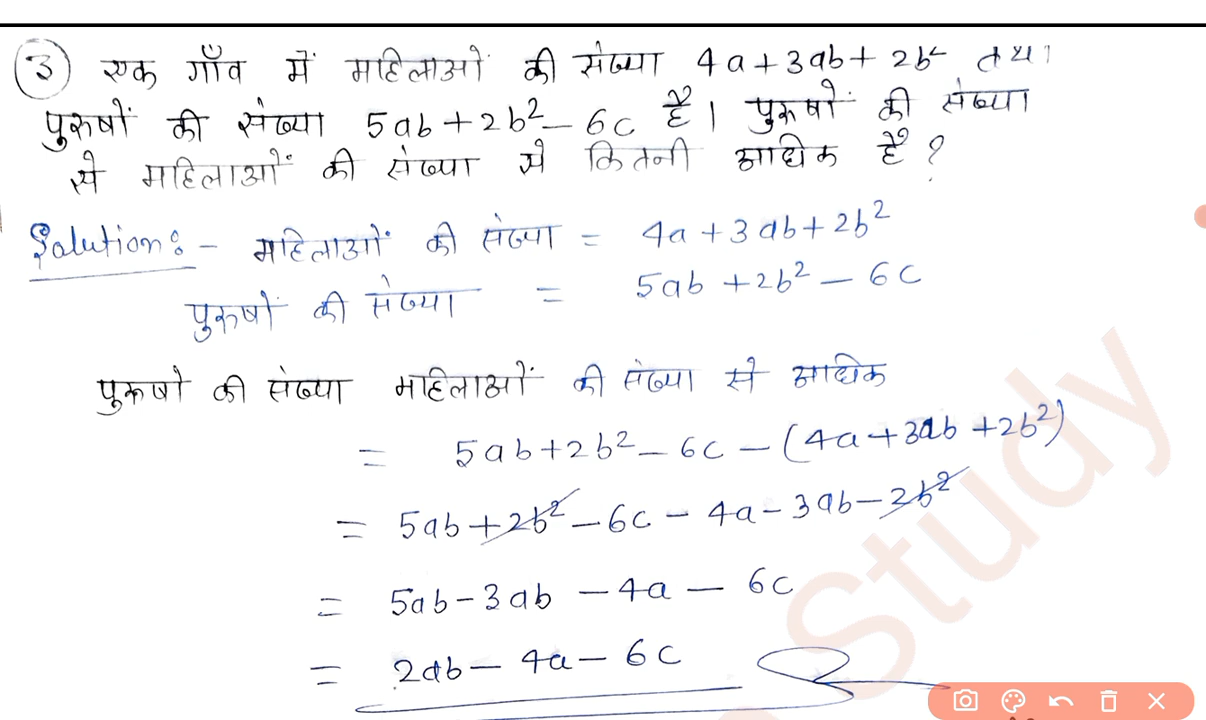 ③ एक गाँव में महिलाओं की संख्या 4a + 3ab + 2b² तथा
पुरुषों की संख्या 5ab + 2b² - 6c है। पुरुषों की संख्या
से महिलाओं की संख्या से कितनी अधिक है?
Solution:- महिलाओं की संख्या = 4a + 3ab + 2b²
पुरुषों की संख्या = 5ab + 2b² - 6c
पुरुषो की संख्या महिलाओं की संख्या से अधिक
= 5ab + 2b² - 6c - (4a + 3ab + 2b²)
= 5ab + 2b² - 6c - 4a - 3ab - 2b²
= 5ab - 3ab - 4a - 6c
= 2ab - 4a - 6c
Study